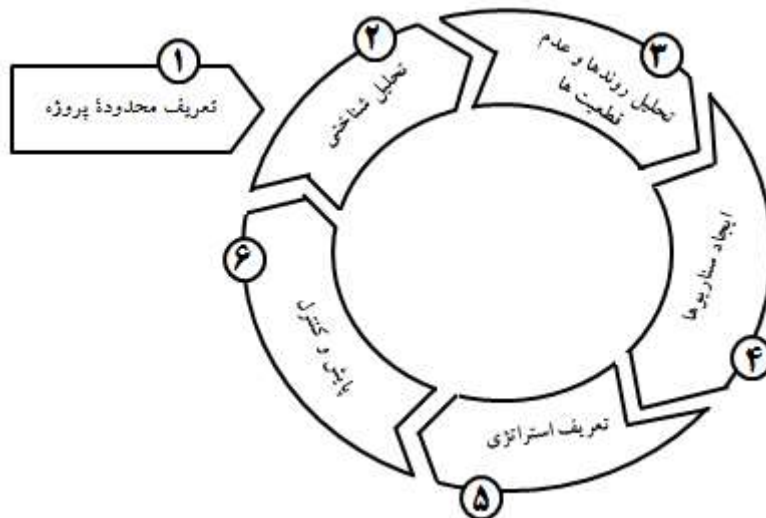 ۱
تعریف محدودهٔ پروژه
۲
تحلیل شناختی
۳
تحلیل روندها و عدم
قطعیت ها
۴
ایجاد سناریوها
۵
تعریف استراتژی
۶
پایش و کنترل